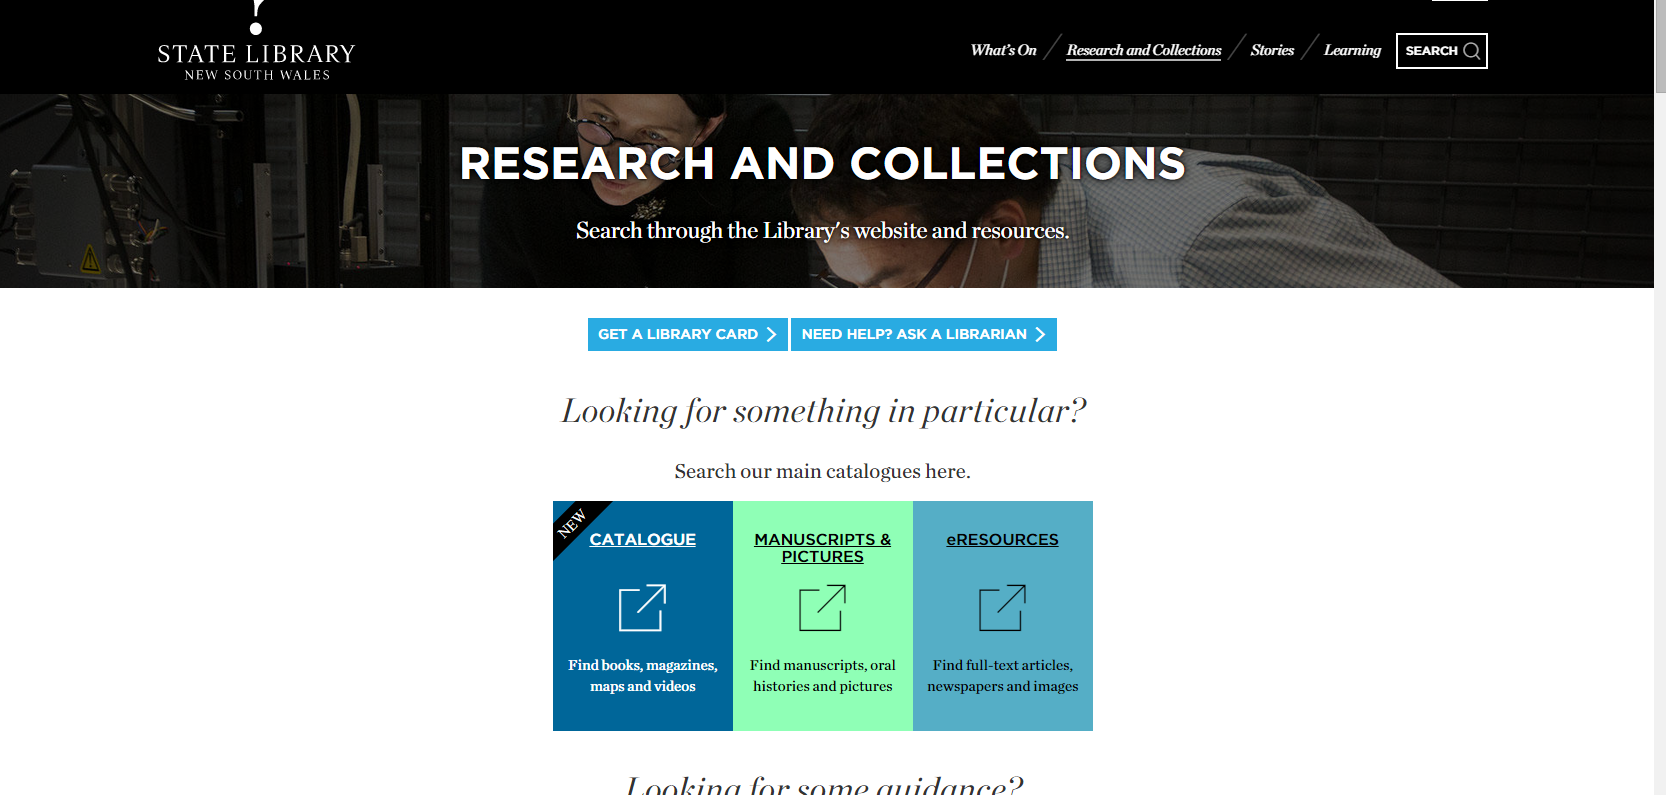 STATE LIBRARY
NEW SOUTH WALES
What's On
Research and Collections
Stories
Learning
SEARCH
RESEARCH AND COLLECTIONS
Search through the Library's website and resources.
GET A LIBRARY CARD
NEED HELP? ASK A LIBRARIAN
Looking for something in particular?
Search our main catalogues here.
NEW
CATALOGUE
Find books, magazines,
maps and videos
MANUSCRIPTS &
PICTURES
Find manuscripts, oral
histories and pictures
eRESOURCES
Find full-text articles,
newspapers and images
Looking for some guidance?